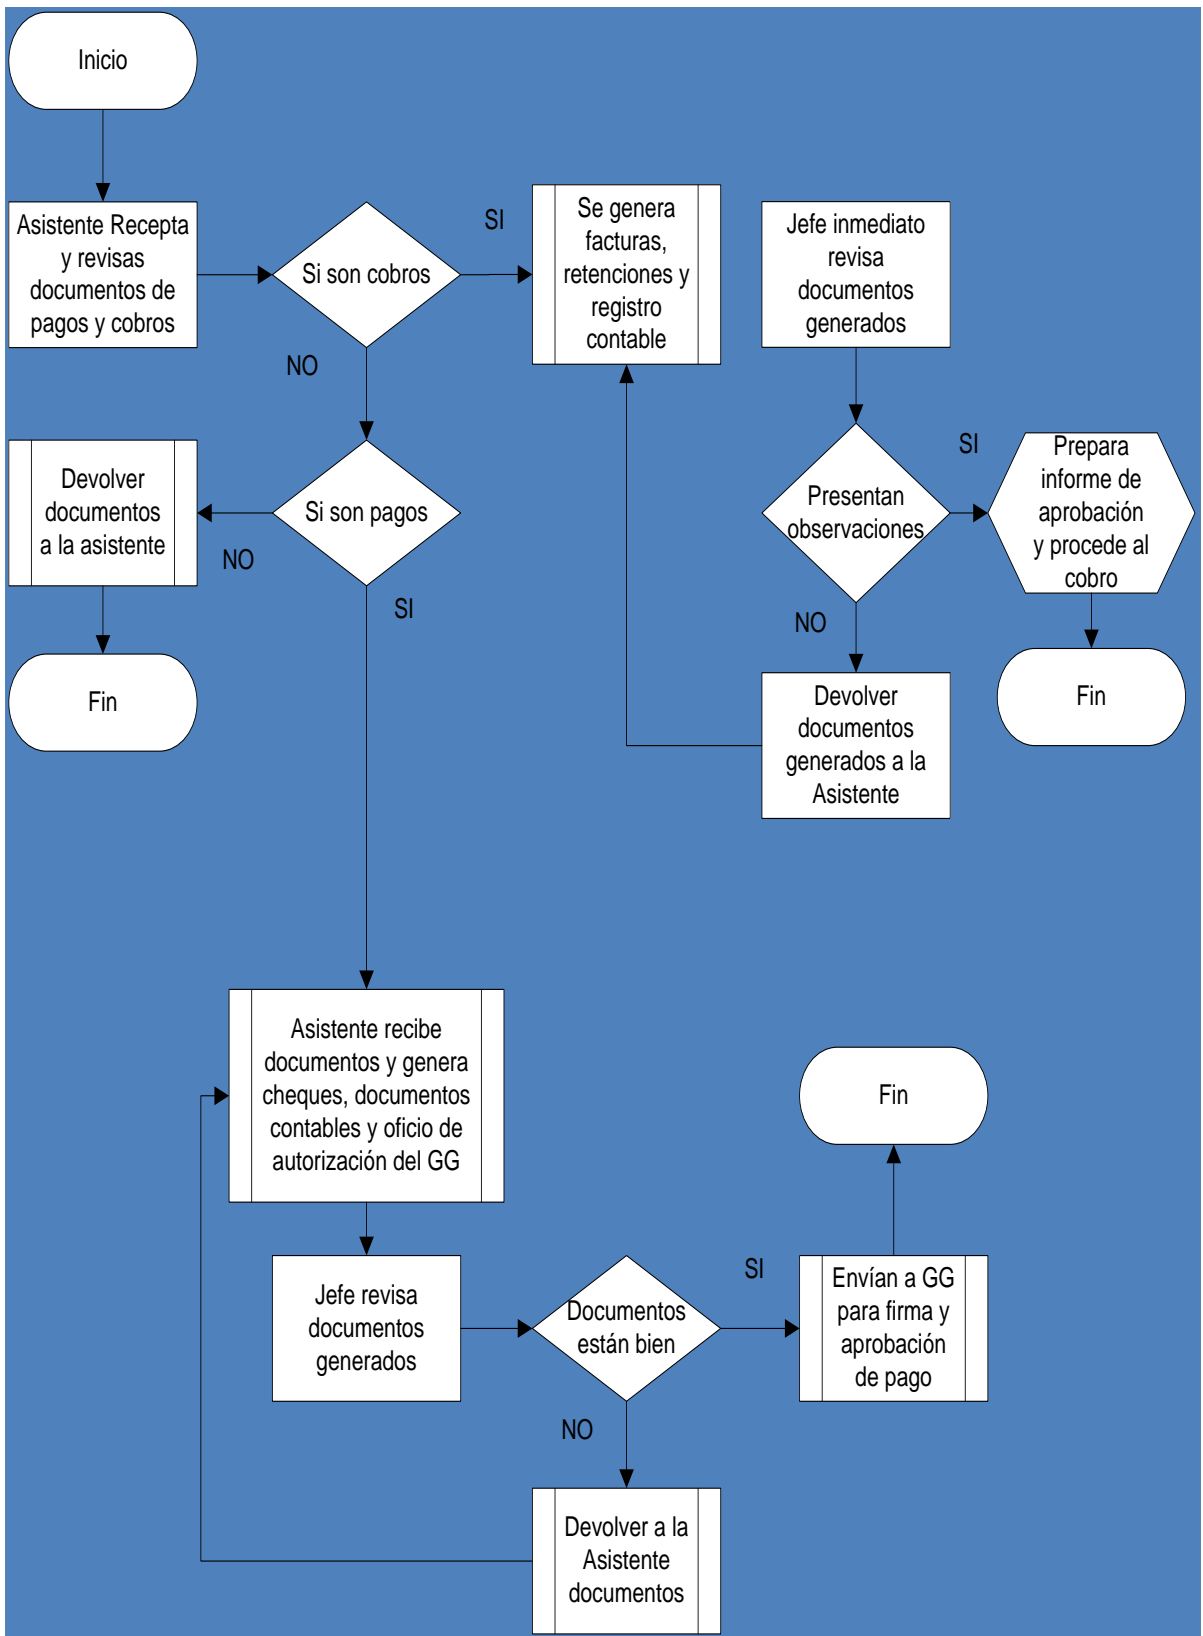 Inicio
Asistente Recepta
y revisas
documentos de
pagos y cobros
Si son cobros
SI
NO
Se genera
facturas,
retenciones y
registro
contable
Jefe inmediato
revisa
documentos
generados
Devolver
documentos
a la asistente
NO
Si son pagos
SI
Presentan
observaciones
SI
NO
Prepara
informe de
aprobación
y procede al
cobro
Fin
Fin
Devolver
documentos
generados a la
Asistente
Asistente recibe
documentos y genera
cheques, documentos
contables y oficio de
autorización del GG
Fin
Jefe revisa
documentos
generados
Documentos
están bien
SI
NO
Envían a GG
para firma y
aprobación
de pago
Devolver a la
Asistente
documentos